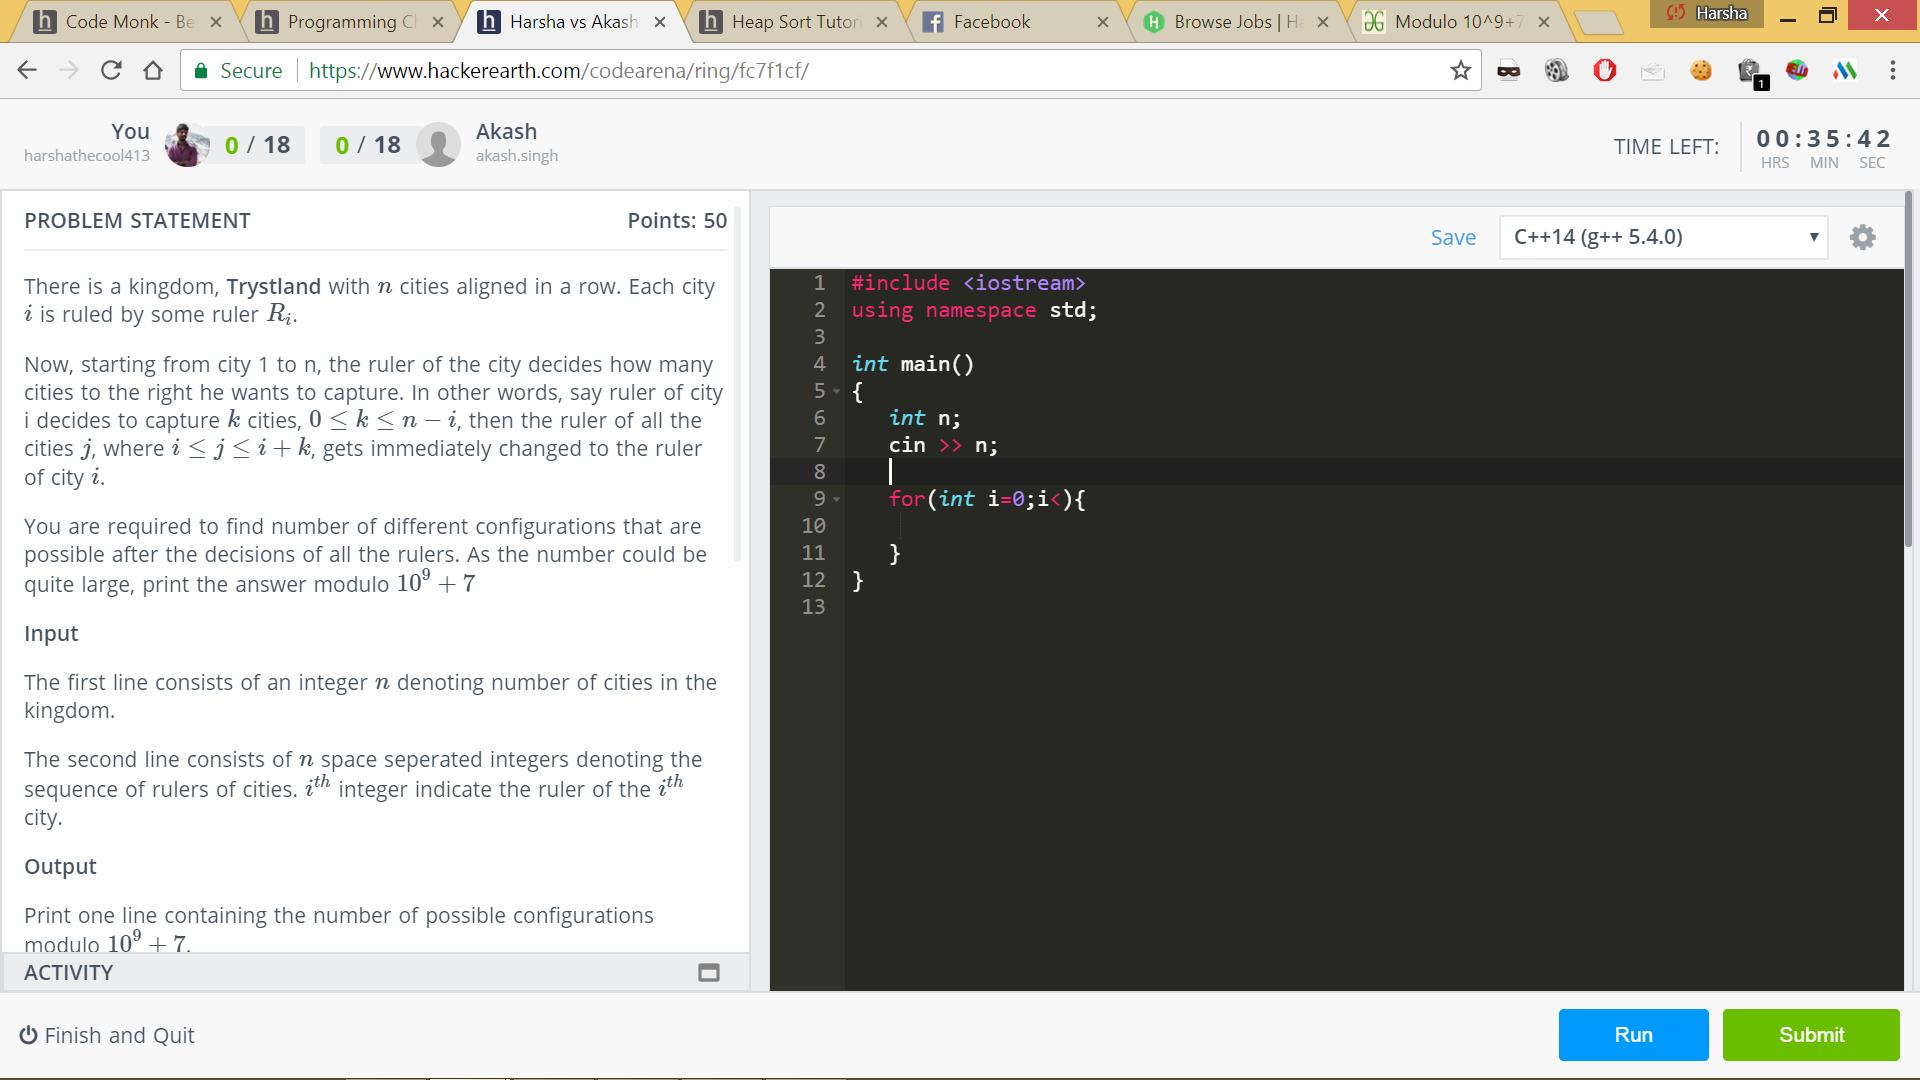 Code Monk - Be
Programming C
Harsha vs Akash
Heap Sort Tutori
Facebook
Browse Jobs | Ha
Modulo 10^9+7
Harsha
Secure
https://www.hackerearth.com/codearena/ring/fc7f1cf/
1
You
harshathecool413
0 / 18
0 / 18
Akash
akash.singh
TIME LEFT:
00:35:42
HRS MIN SEC
PROBLEM STATEMENT
Points: 50
There is a kingdom, Trystland with n cities aligned in a row. Each city
i is ruled by some ruler Rᵢ.
Now, starting from city 1 to n, the ruler of the city decides how many
cities to the right he wants to capture. In other words, say ruler of city
i decides to capture k cities, 0 ≤ k ≤ n − i, then the ruler of all the
cities j, where i ≤ j ≤ i + k, gets immediately changed to the ruler
of city i.
You are required to find number of different configurations that are
possible after the decisions of all the rulers. As the number could be
quite large, print the answer modulo 10⁹ + 7
Input
The first line consists of an integer n denoting number of cities in the
kingdom.
The second line consists of n space seperated integers denoting the
sequence of rulers of cities. iᵗʰ integer indicate the ruler of the iᵗʰ
city.
Output
Print one line containing the number of possible configurations
modulo 10⁹ + 7.
ACTIVITY
Save
C++14 (g++ 5.4.0)
1 #include <iostream>
2 using namespace std;
3
4 int main()
5 {
6 int n;
7 cin >> n;
8
9 for(int i=0;i<){
10
11 }
12 }
13
Finish and Quit
Run
Submit